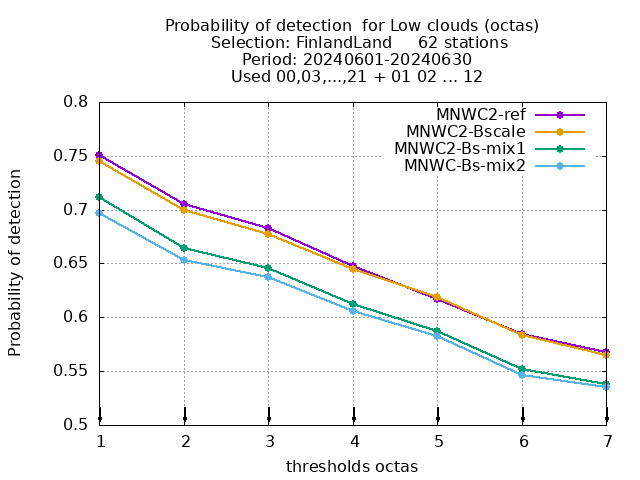 Probability of detection  for Low clouds (octas)
Selection: FinlandLand     62 stations
Period: 20240601-20240630
Used 00,03,...,21 + 01 02 ... 12
MNWC2-ref
MNWC2-Bscale
MNWC2-Bs-mix1
MNWC-Bs-mix2
Probability of detection
0.8
0.75
0.7
0.65
0.6
0.55
0.5
1 2 3 4 5 6 7
thresholds octas